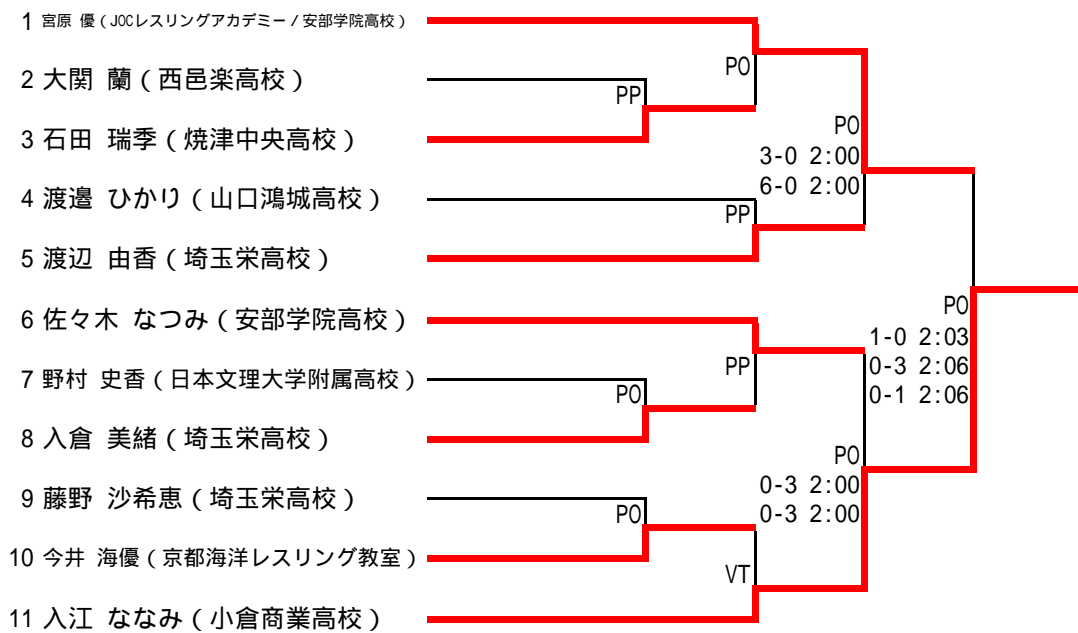 1 宮原 優 ( JOCレスリングアカデミー / 安部学院高校 )
PO
2 大関 蘭 ( 西邑楽高校 )
PP
3 石田 瑞季 ( 焼津中央高校 )
PO
3-0 2:00
6-0 2:00
4 渡邉 ひかり ( 山口鴻城高校 )
PP
5 渡辺 由香 ( 埼玉栄高校 )
6 佐々木 なつみ ( 安部学院高校 )
PO
1-0 2:03
0-3 2:06
0-1 2:06
7 野村 史香 ( 日本文理大学附属高校 )
PP
PO
8 入倉 美緒 ( 埼玉栄高校 )
PO
0-3 2:00
0-3 2:00
9 藤野 沙希恵 ( 埼玉栄高校 )
PO
10 今井 海優 ( 京都海洋レスリング教室 )
VT
11 入江 ななみ ( 小倉商業高校 )